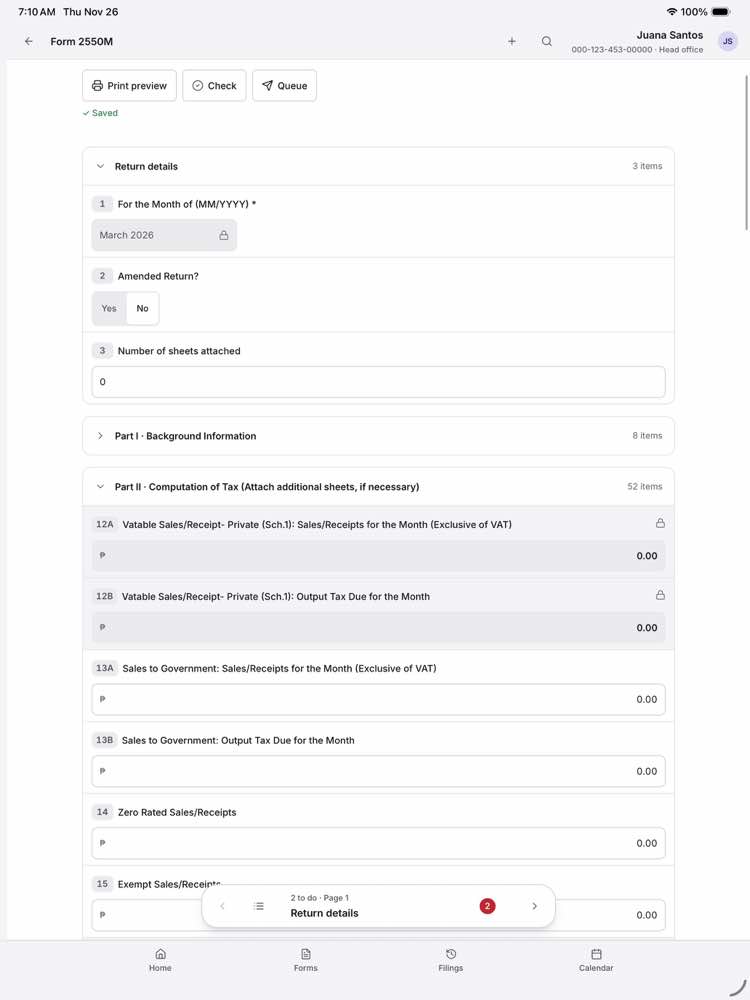 7:10 AM Thu Nov 26
100%
Form 2550M
Juana Santos
000-123-453-00000 · Head office
JS
Print preview
Check
Queue
✓ Saved
Return details
3 items
1 For the Month of (MM/YYYY) *
March 2026
2 Amended Return?
Yes No
3 Number of sheets attached
0
Part I · Background Information
8 items
Part II · Computation of Tax (Attach additional sheets, if necessary)
52 items
12A Vatable Sales/Receipt- Private (Sch.1): Sales/Receipts for the Month (Exclusive of VAT)
₱ 0.00
12B Vatable Sales/Receipt- Private (Sch.1): Output Tax Due for the Month
₱ 0.00
13A Sales to Government: Sales/Receipts for the Month (Exclusive of VAT)
₱ 0.00
13B Sales to Government: Output Tax Due for the Month
₱ 0.00
14 Zero Rated Sales/Receipts
₱ 0.00
15 Exempt Sales/Receipts
₱ 0.00
2 to do · Page 1
Return details
2
Home
Forms
Filings
Calendar